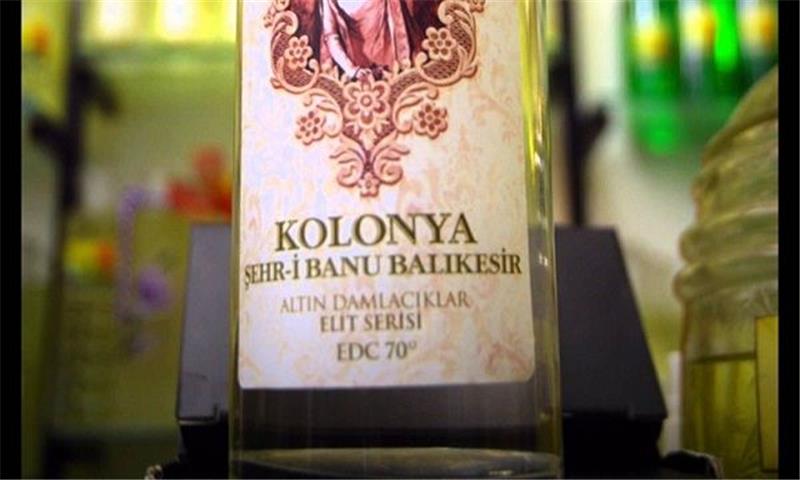 KOLONYA
ŞEHR-İ BANU BALIKESİR
ALTIN DAMLACIKLAR
ELİT SERİSİ
EDC 70°